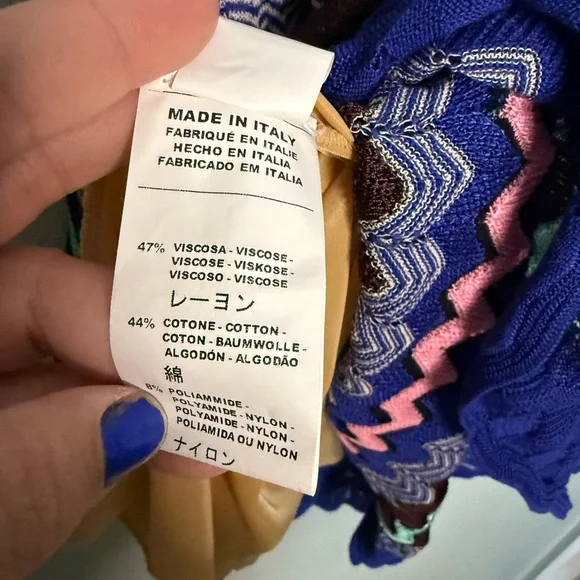 MADE IN ITALY
FABRIQUÉ EN ITALIE
HECHO EN ITALIA
FABRICADO EM ITALIA
47% VISCOSA - VISCOSE -
VISCOSE - VISKOSE -
VISCOSO - VISCOSE
レーヨン
44% COTONE - COTTON -
COTON - BAUMWOLLE -
ALGODÓN - ALGODÃO
綿
8% POLIAMMIDE -
POLYAMIDE - NYLON -
POLYAMIDE - NYLON -
POLIAMIDA OU NYLON
ナイロン